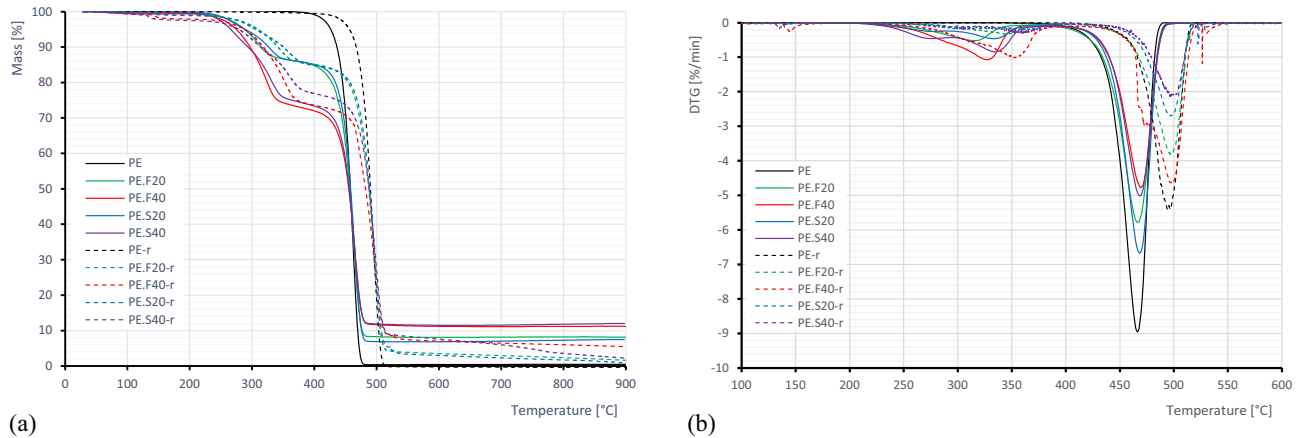 100
90
80
70
60
50
40
30
20
10
0
Mass [%]
PE
PE.F20
PE.F40
PE.S20
PE.S40
PE-r
PE.F20-r
PE.F40-r
PE.S20-r
PE.S40-r
0 100 200 300 400 500 600 700 800 900
Temperature [°C]
(a)
0
-1
-2
-3
-4
-5
-6
-7
-8
-9
-10
DTG [%/min]
PE
PE.F20
PE.F40
PE.S20
PE.S40
PE-r
PE.F20-r
PE.F40-r
PE.S20-r
PE.S40-r
100 150 200 250 300 350 400 450 500 550 600
Temperature [°C]
(b)